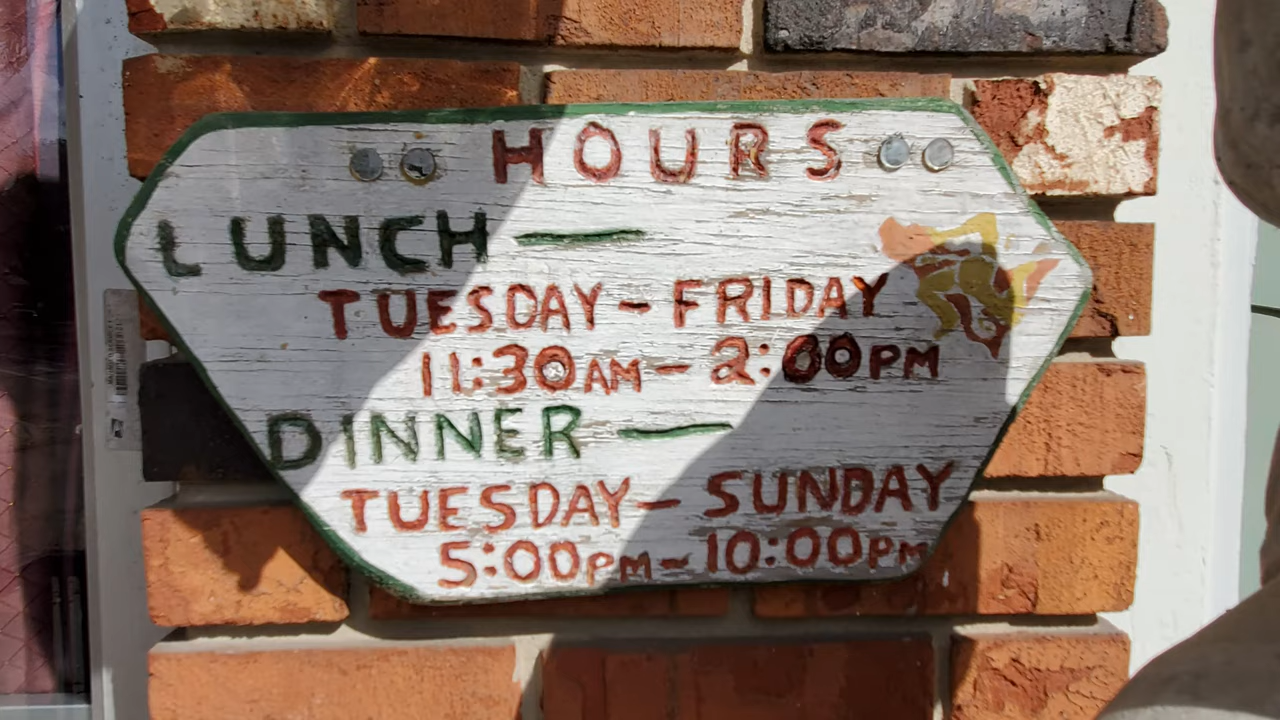 HOURS
LUNCH —
TUESDAY – FRIDAY
11:30AM – 2:00PM
DINNER —
TUESDAY – SUNDAY
5:00PM – 10:00PM